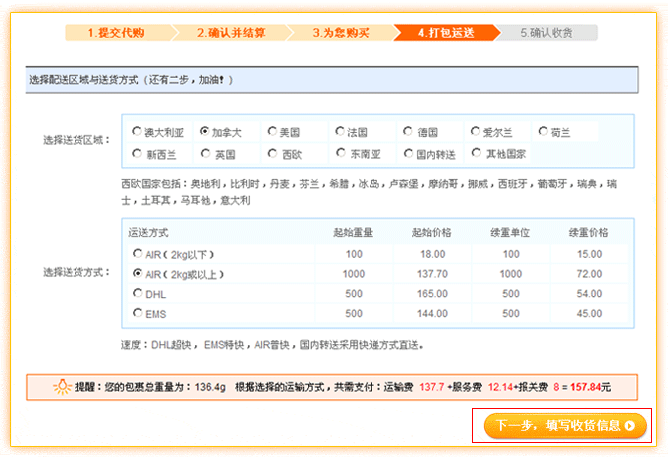 1.提交代购 2.确认并结算 3.为您购买 4.打包运送 5.确认收货
选择配送区域与送货方式（还有二步，加油！）
选择送货区域：
澳大利亚 加拿大 美国 法国 德国 爱尔兰 荷兰
新西兰 英国 西欧 东南亚 国内转送 其他国家
西欧国家包括：奥地利，比利时，丹麦，芬兰，希腊，冰岛，卢森堡，摩纳哥，挪威，西班牙，葡萄牙，瑞典，瑞
士，土耳其，马耳他，意大利
选择送货方式：
运送方式 起始重量 起始价格 续重单位 续重价格
AIR（2kg以下） 100 18.00 100 15.00
AIR（2kg或以上） 1000 137.70 1000 72.00
DHL 500 165.00 500 54.00
EMS 500 144.00 500 45.00
速度：DHL超快， EMS特快，AIR普快，国内转送采用快递方式直送。
提醒：您的包裹总重量为：136.4g 根据选择的运输方式，共需支付：运输费 137.7 +服务费 12.14+报关费 8 = 157.84元
下一步，填写收货信息